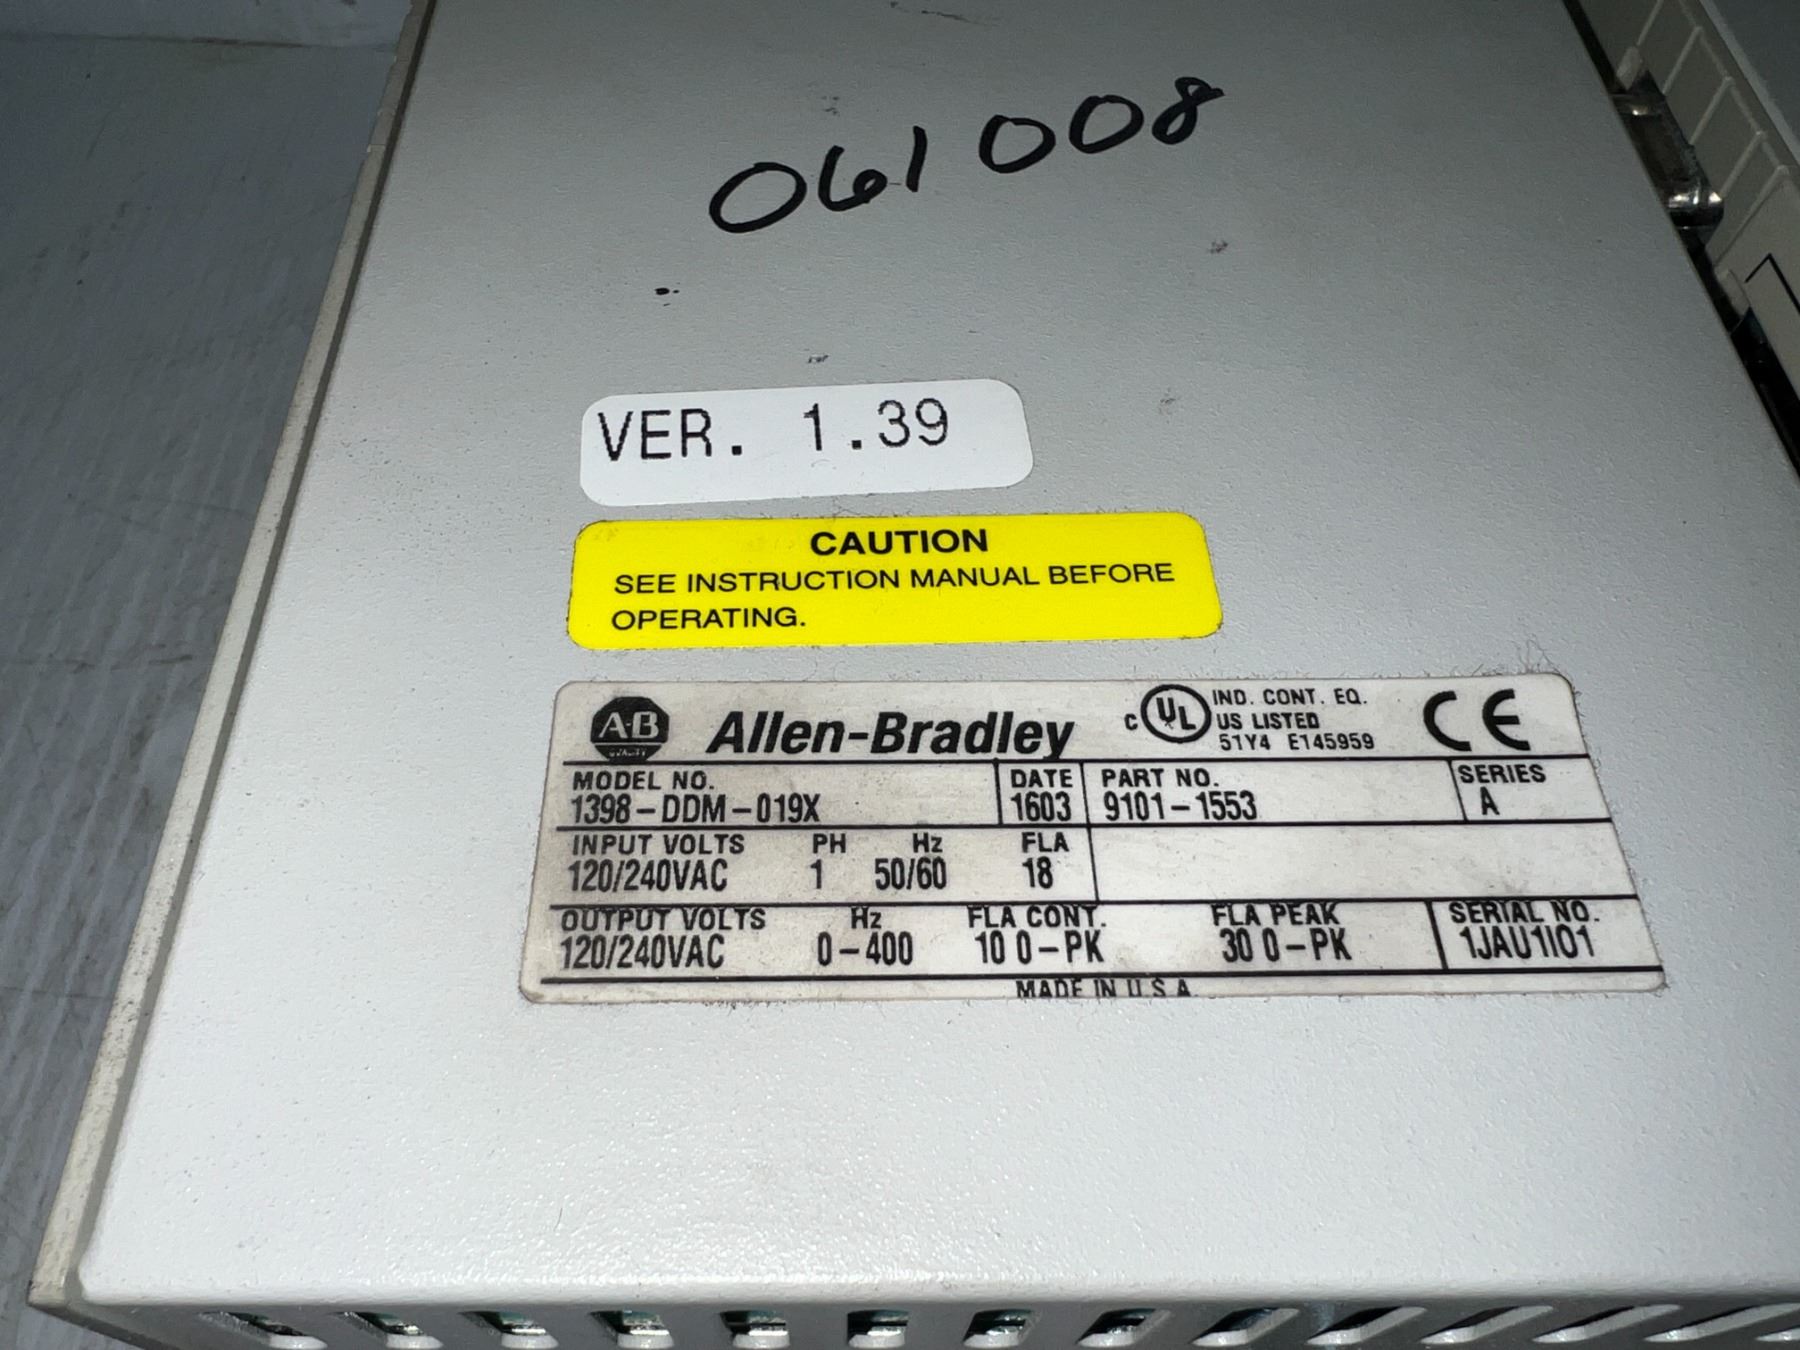 061 008
VER. 1.39
CAUTION
SEE INSTRUCTION MANUAL BEFORE
OPERATING.
A-B
QUALITY
Allen-Bradley
C UL US LISTED
IND. CONT. EQ.
51Y4 E145959
CE
MODEL NO. DATE PART NO. SERIES
1398-DDM-019X 1603 9101-1553 A
INPUT VOLTS PH Hz FLA
120/240VAC 1 50/60 18
OUTPUT VOLTS Hz FLA CONT. FLA PEAK SERIAL NO.
120/240VAC 0-400 10 0-PK 30 0-PK 1JAU1I01
MADE IN U.S.A.